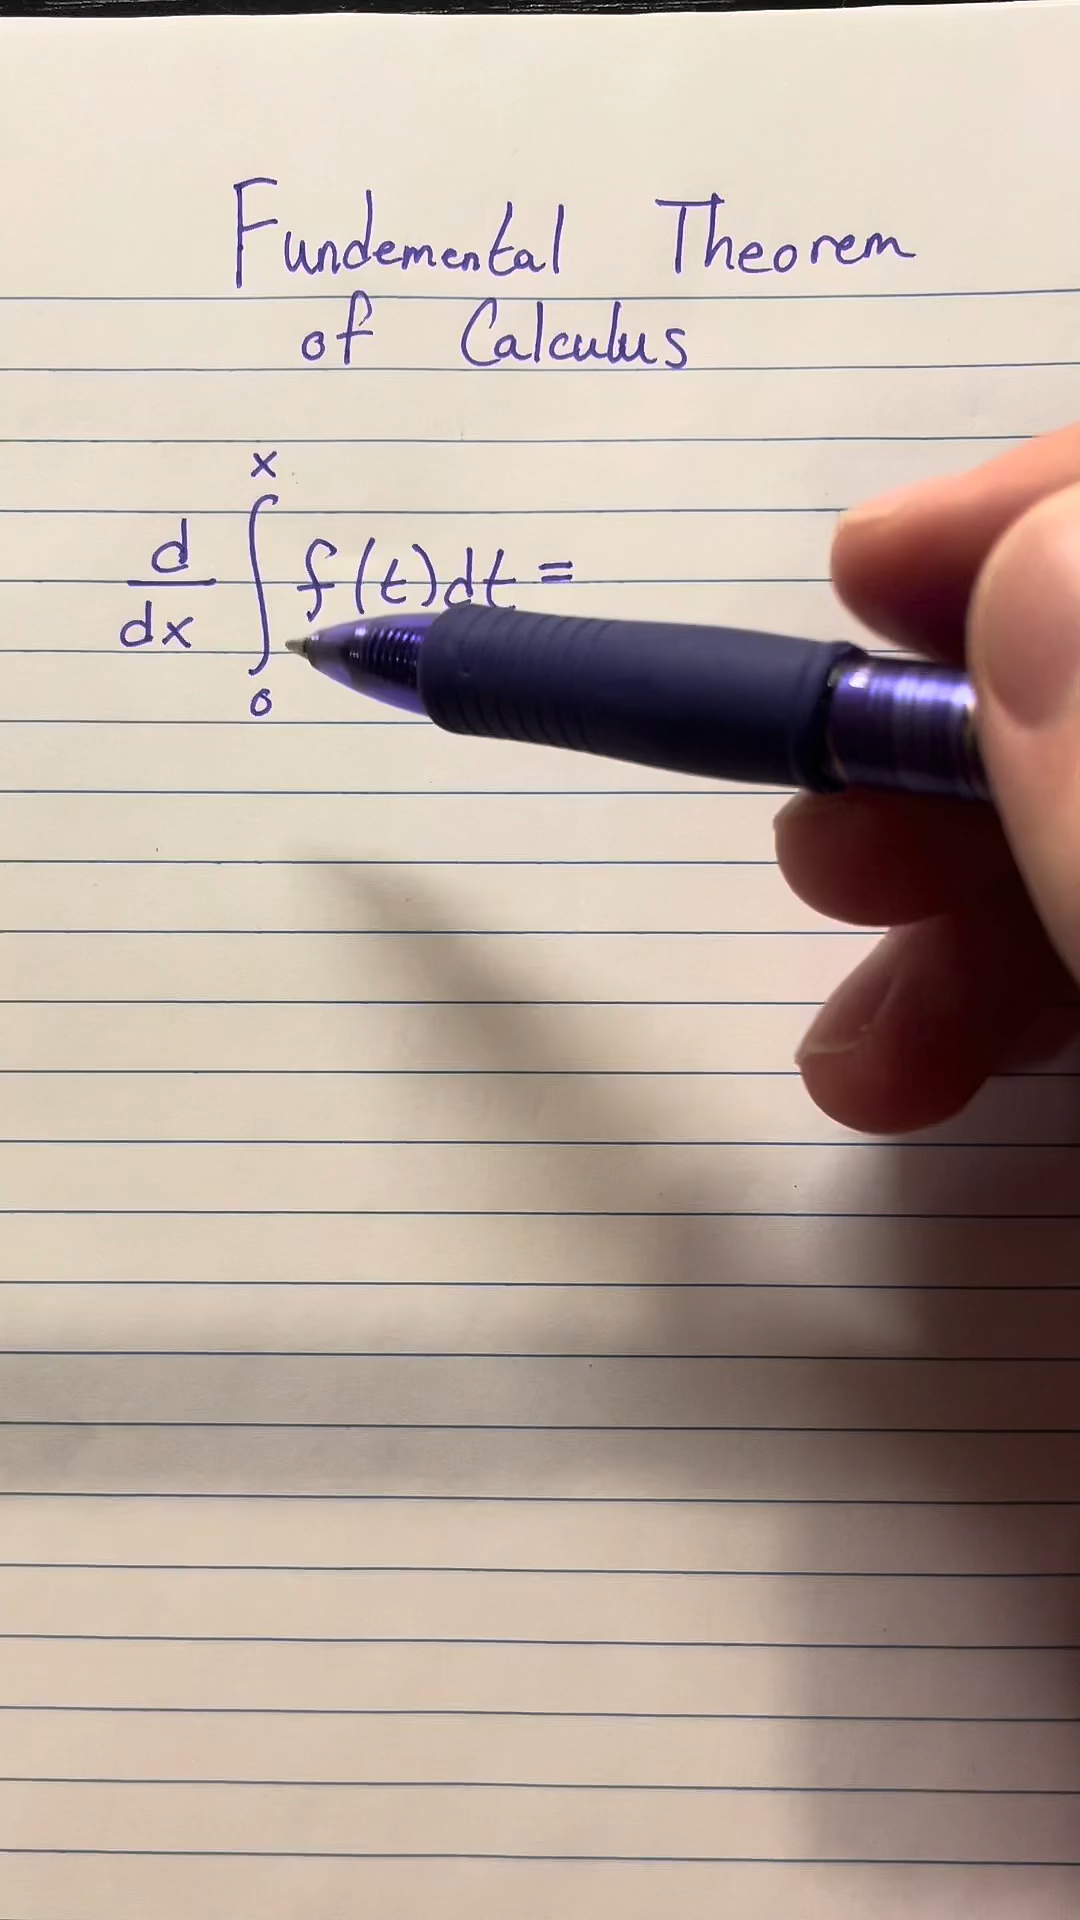 Fundemental Theorem
of Calculus
x
d/dx ∫ f(t)dt =
0